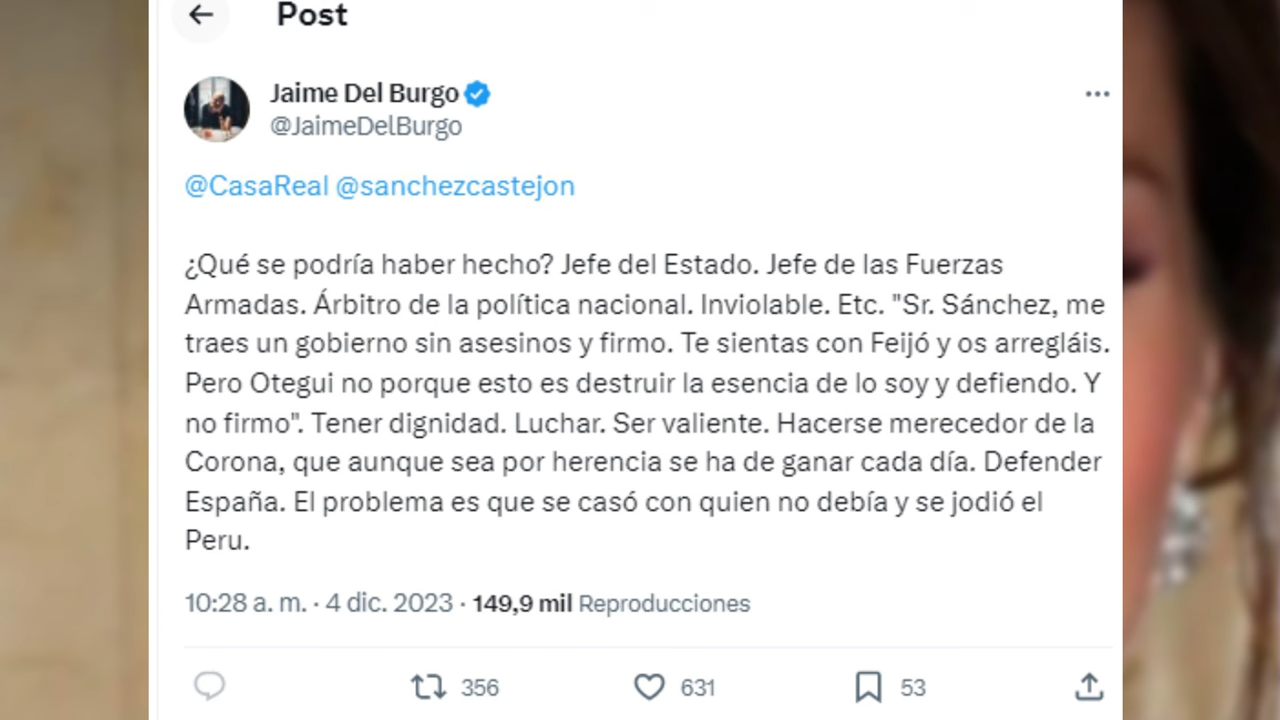 Post
Jaime Del Burgo
@JaimeDelBurgo
@CasaReal @sanchezcastejon
¿Qué se podría haber hecho? Jefe del Estado. Jefe de las Fuerzas
Armadas. Árbitro de la política nacional. Inviolable. Etc. "Sr. Sánchez, me
traes un gobierno sin asesinos y firmo. Te sientas con Feijó y os arregláis.
Pero Otegui no porque esto es destruir la esencia de lo soy y defiendo. Y
no firmo". Tener dignidad. Luchar. Ser valiente. Hacerse merecedor de la
Corona, que aunque sea por herencia se ha de ganar cada día. Defender
España. El problema es que se casó con quien no debía y se jodió el
Peru.
10:28 a. m. · 4 dic. 2023 · 149,9 mil Reproducciones
356 631 53